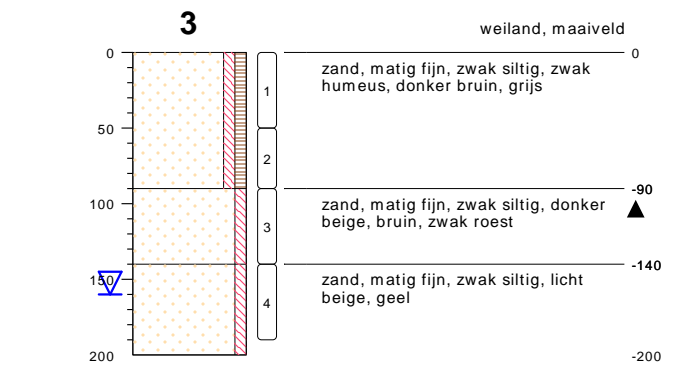 3
weiland, maaiveld
0
0
zand, matig fijn, zwak siltig, zwak
humeus, donker bruin, grijs
1
50
2
-90
zand, matig fijn, zwak siltig, donker
beige, bruin, zwak roest
100
3
-140
zand, matig fijn, zwak siltig, licht
beige, geel
150
4
200
-200